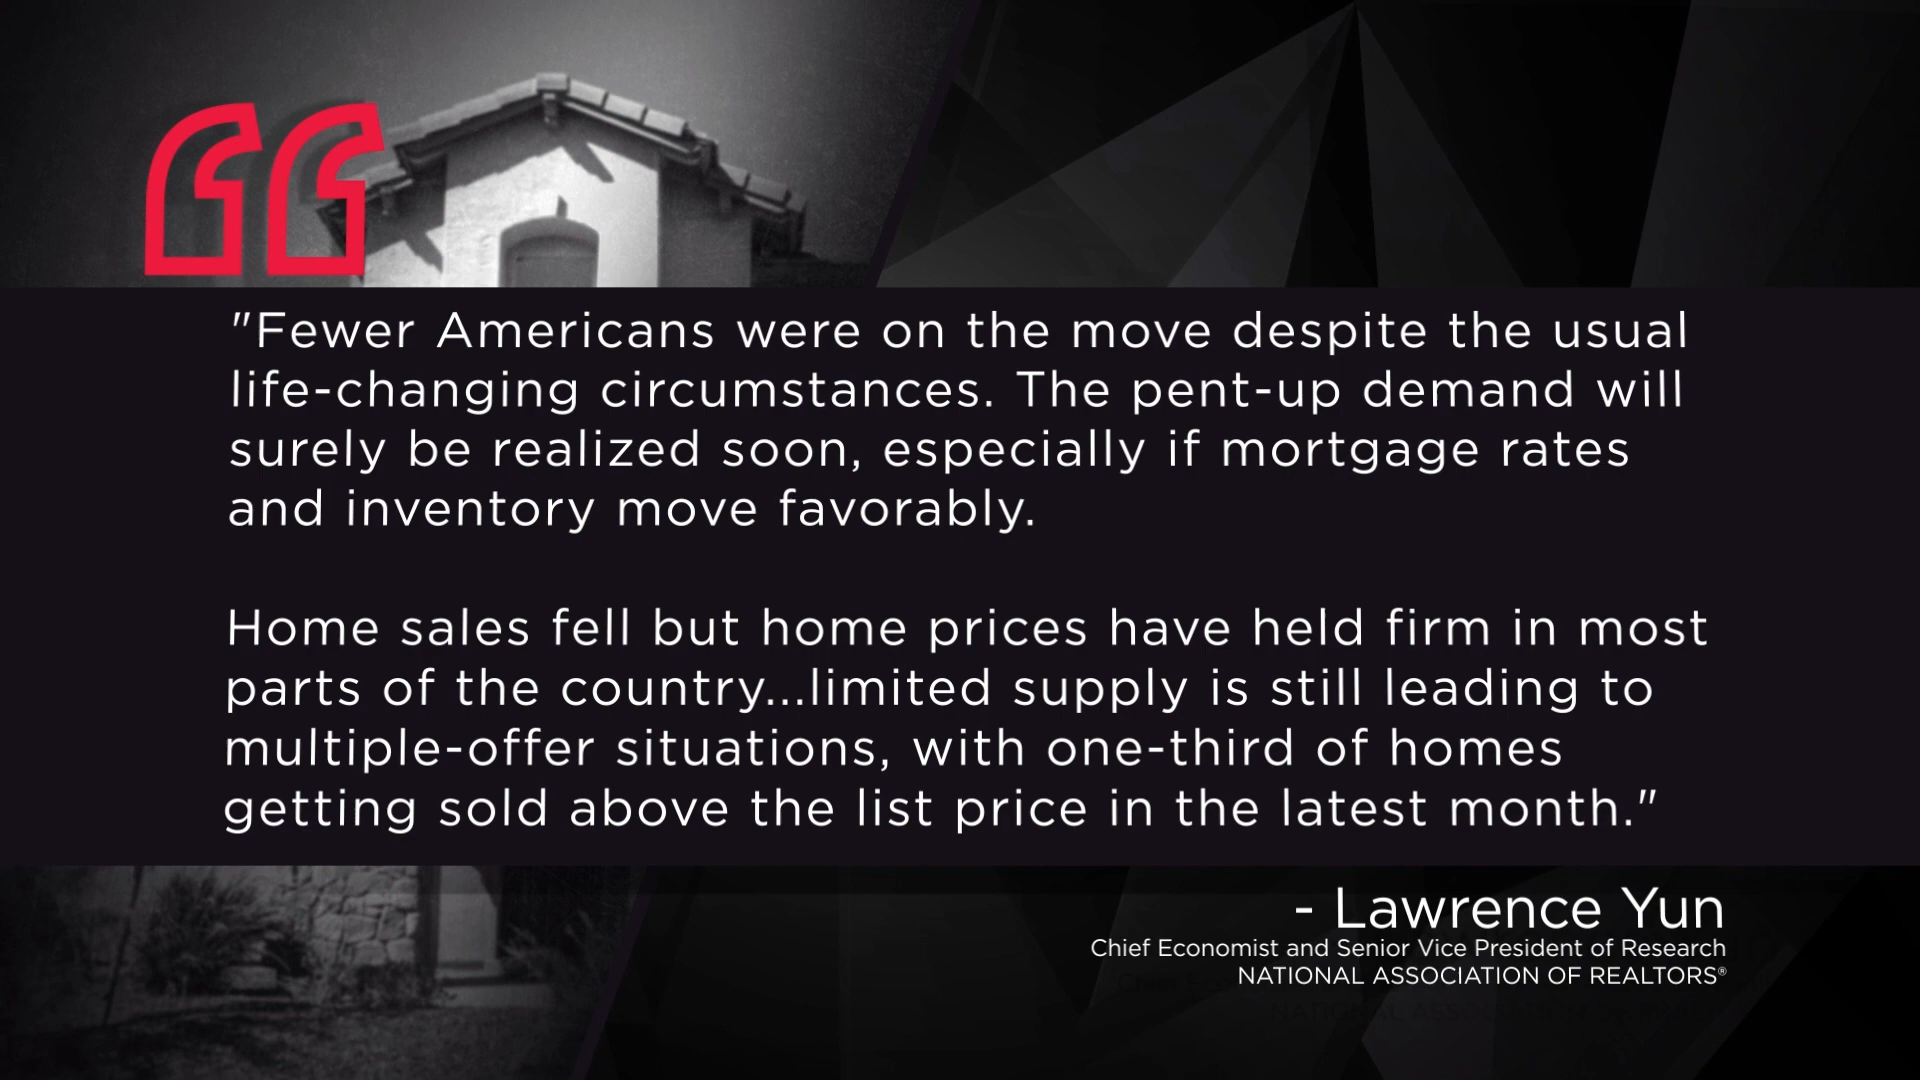 "Fewer Americans were on the move despite the usual
life-changing circumstances. The pent-up demand will
surely be realized soon, especially if mortgage rates
and inventory move favorably.
Home sales fell but home prices have held firm in most
parts of the country...limited supply is still leading to
multiple-offer situations, with one-third of homes
getting sold above the list price in the latest month."
- Lawrence Yun
Chief Economist and Senior Vice President of Research
NATIONAL ASSOCIATION OF REALTORS®